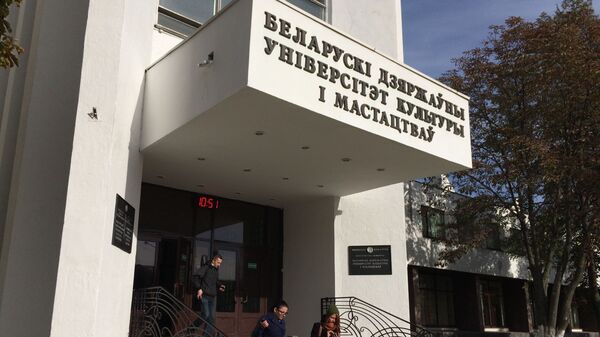 БЕЛАРУСКІ ДЗЯРЖАЎНЫ
УНІВЕРСІТЭТ КУЛЬТУРЫ
І МАСТАЦТВАЎ
10:51